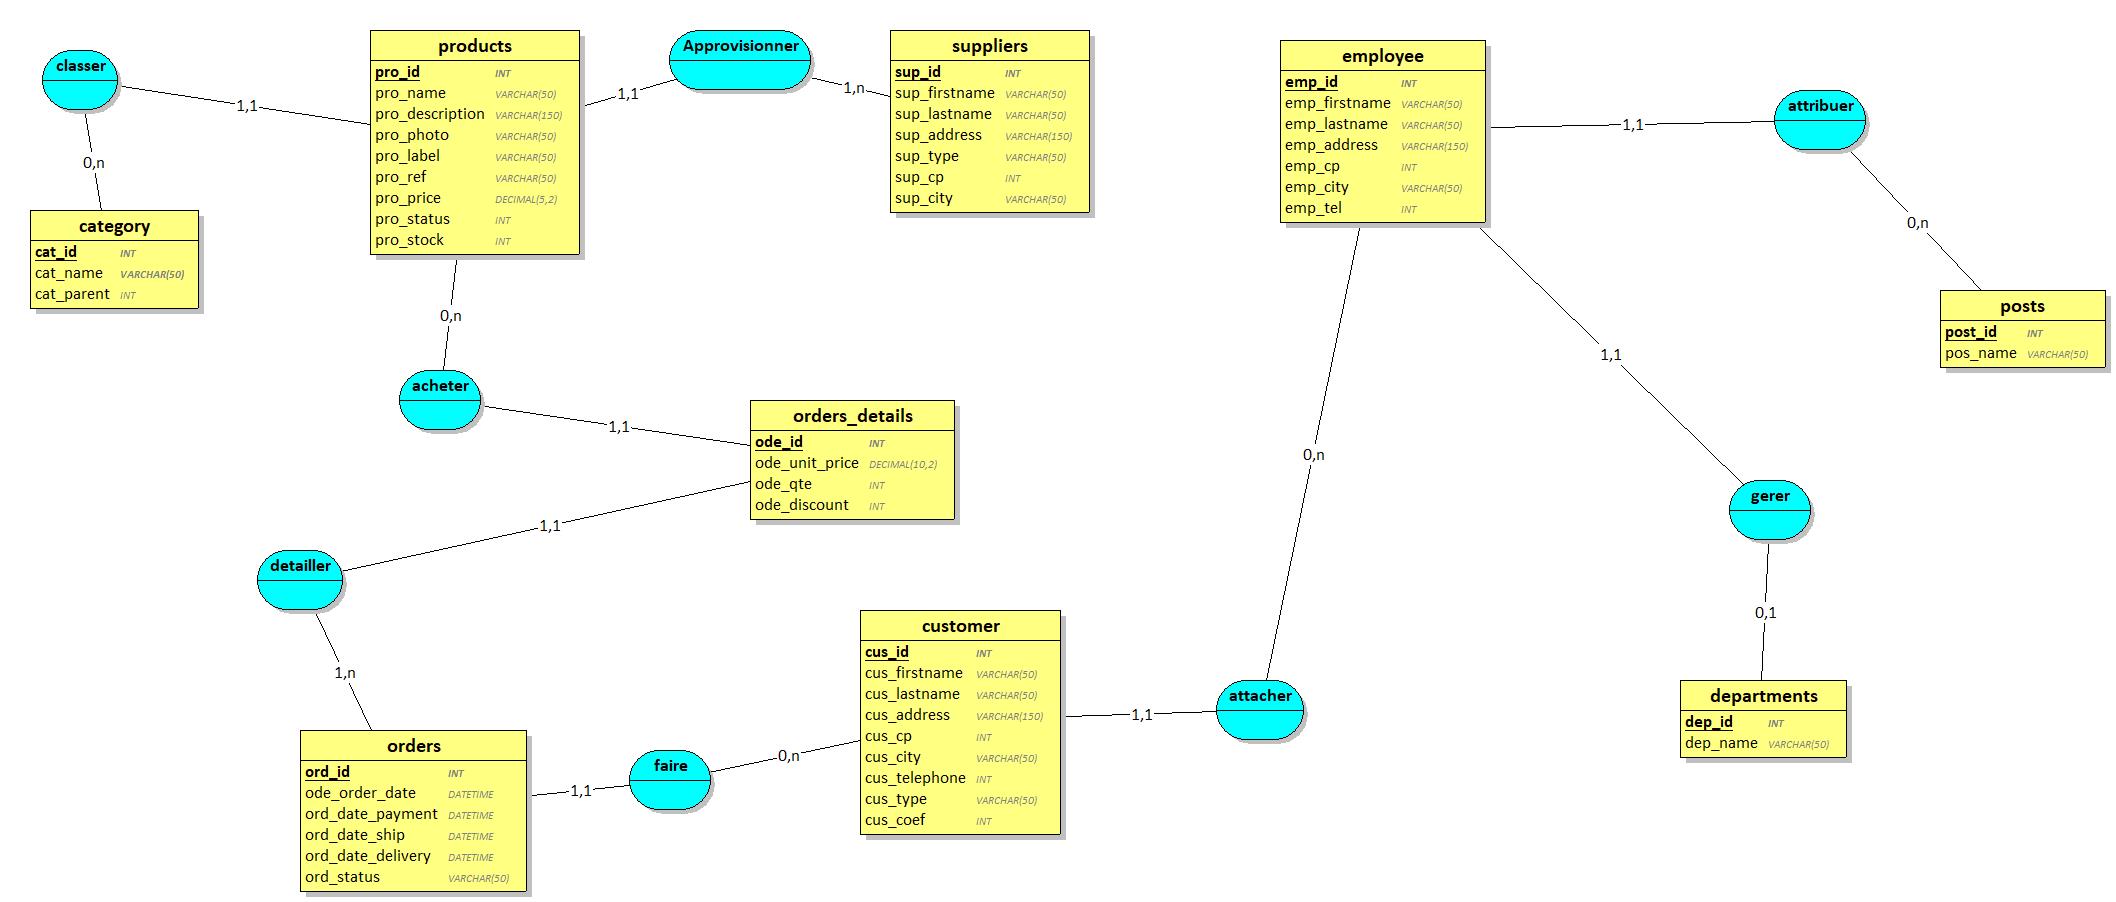 classer
1,1
0,n
category
cat_id INT
cat_name VARCHAR(50)
cat_parent INT
products
pro_id INT
pro_name VARCHAR(50)
pro_description VARCHAR(150)
pro_photo VARCHAR(50)
pro_label VARCHAR(50)
pro_ref VARCHAR(50)
pro_price DECIMAL(5,2)
pro_status INT
pro_stock INT
1,1
Approvisionner
1,n
suppliers
sup_id INT
sup_firstname VARCHAR(50)
sup_lastname VARCHAR(50)
sup_address VARCHAR(150)
sup_type VARCHAR(50)
sup_cp INT
sup_city VARCHAR(50)
employee
emp_id INT
emp_firstname VARCHAR(50)
emp_lastname VARCHAR(50)
emp_address VARCHAR(150)
emp_cp INT
emp_city VARCHAR(50)
emp_tel INT
1,1
attribuer
0,n
posts
post_id INT
pos_name VARCHAR(50)
0,n
acheter
1,1
orders_details
ode_id INT
ode_unit_price DECIMAL(10,2)
ode_qte INT
ode_discount INT
1,1
detailler
1,n
orders
ord_id INT
ode_order_date DATETIME
ord_date_payment DATETIME
ord_date_ship DATETIME
ord_date_delivery DATETIME
ord_status VARCHAR(50)
1,1
faire
0,n
customer
cus_id INT
cus_firstname VARCHAR(50)
cus_lastname VARCHAR(50)
cus_address VARCHAR(150)
cus_cp INT
cus_city VARCHAR(50)
cus_telephone INT
cus_type VARCHAR(50)
cus_coef INT
1,1
attacher
0,n
1,1
gerer
0,1
departments
dep_id INT
dep_name VARCHAR(50)